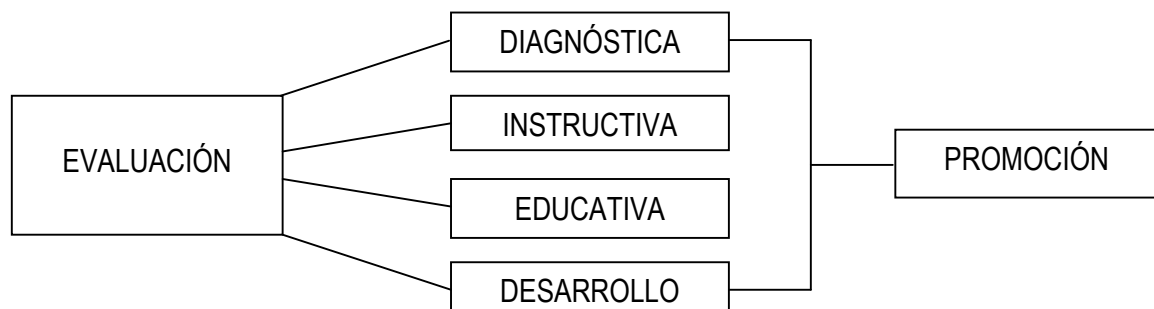 DIAGNÓSTICA
INSTRUCTIVA
EVALUACIÓN
PROMOCIÓN
EDUCATIVA
DESARROLLO